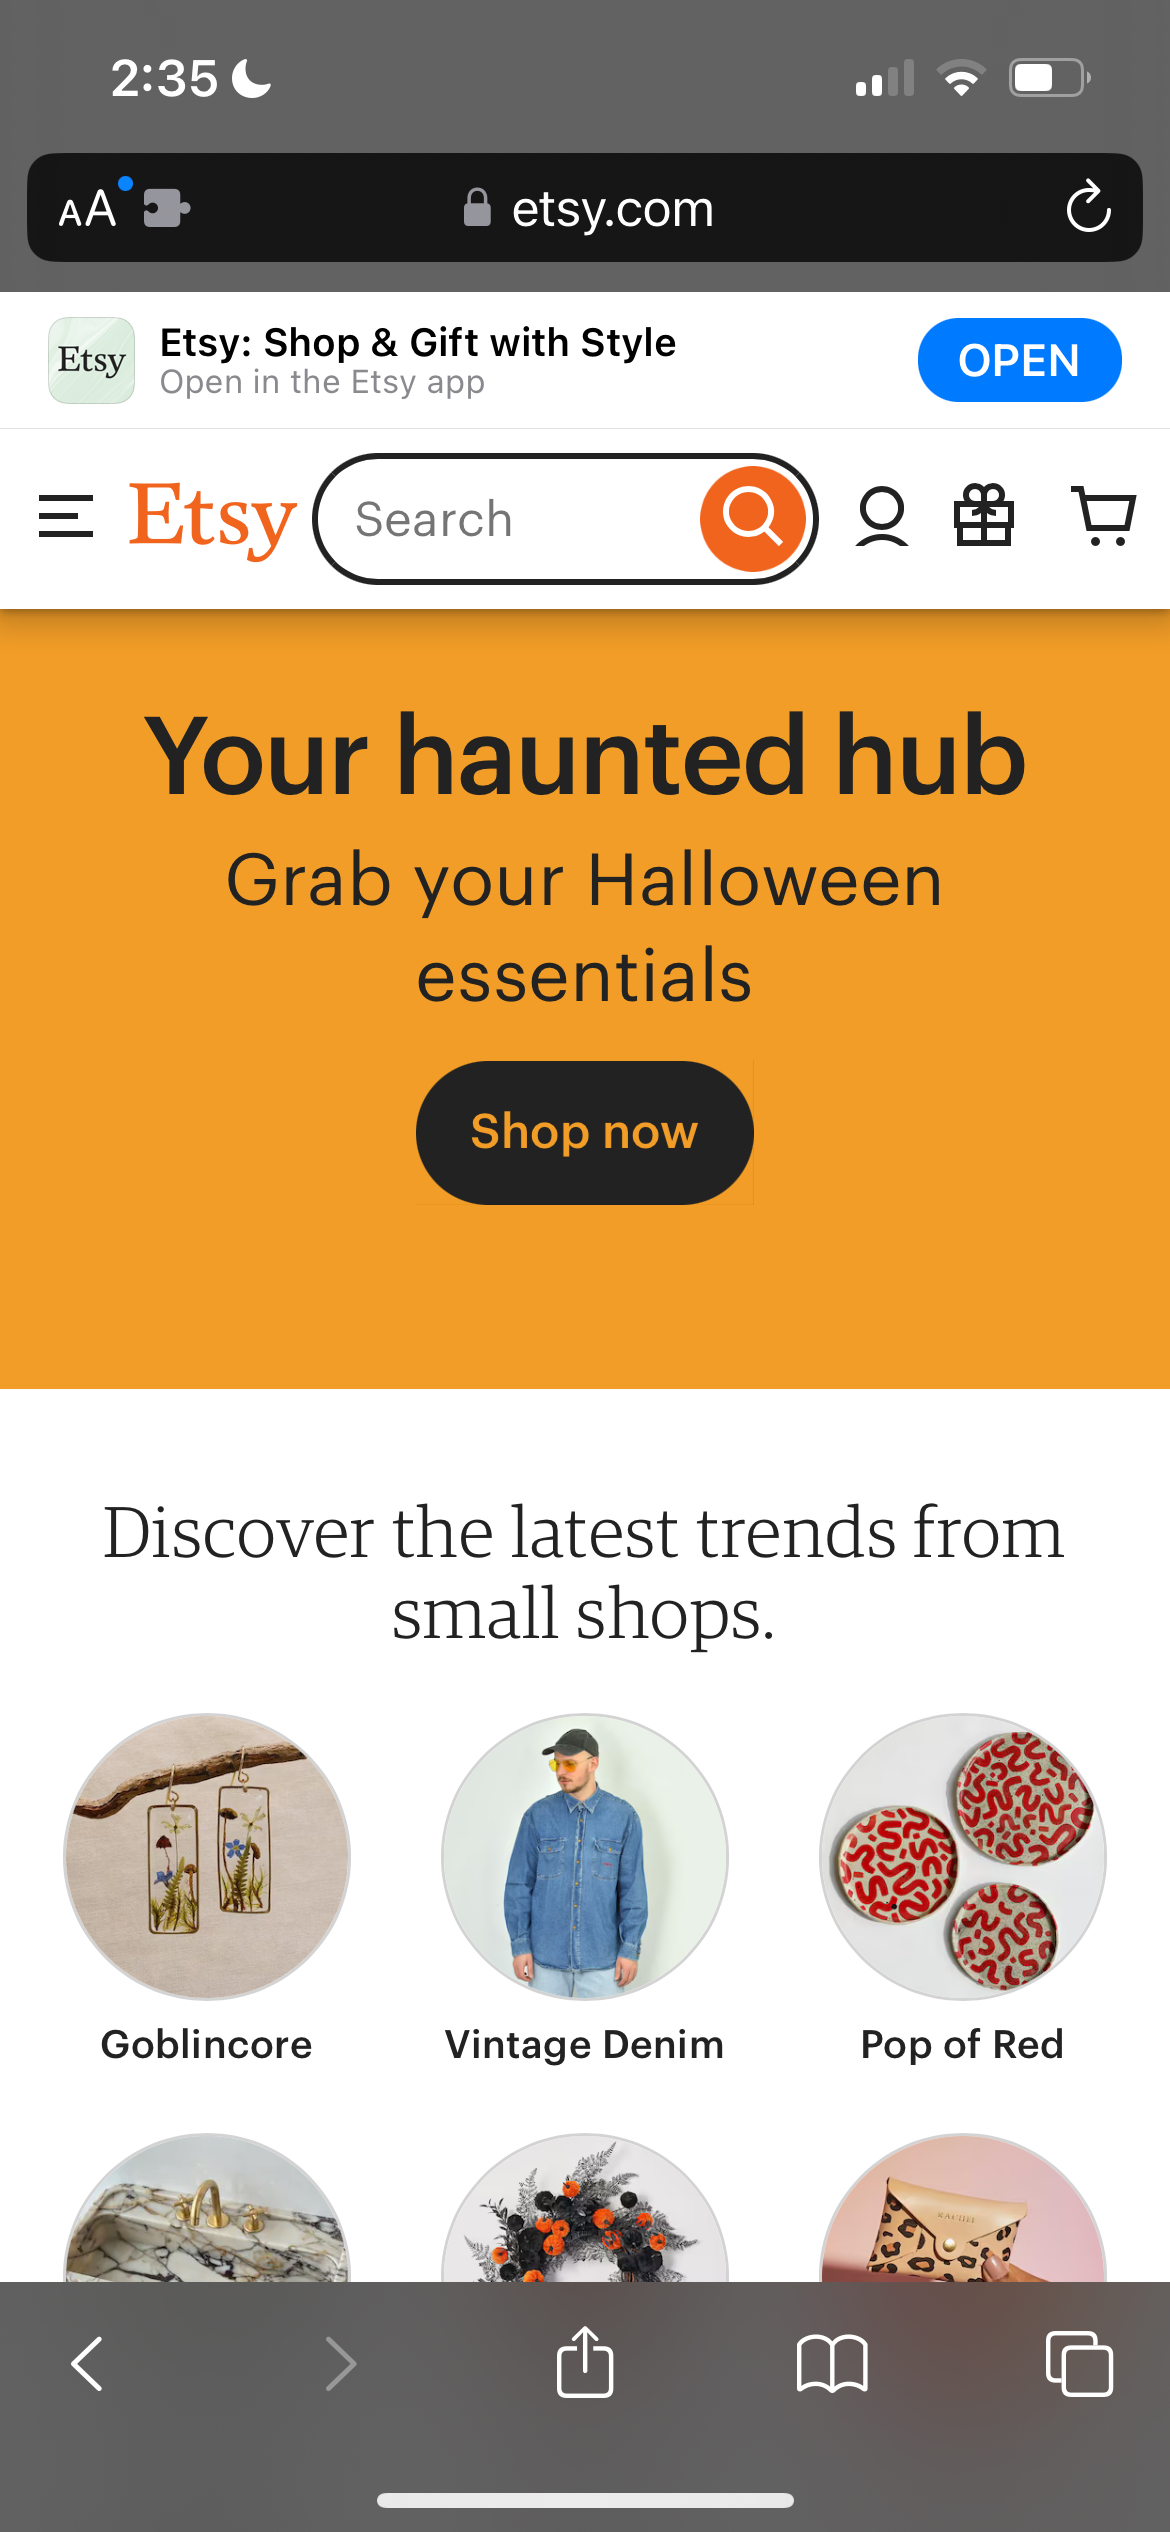 2:35
AA
etsy.com
Etsy
Etsy: Shop & Gift with Style
Open in the Etsy app
OPEN
Etsy
Search
Your haunted hub
Grab your Halloween
essentials
Shop now
Discover the latest trends from
small shops.
Goblincore
Vintage Denim
Pop of Red
RACHEL